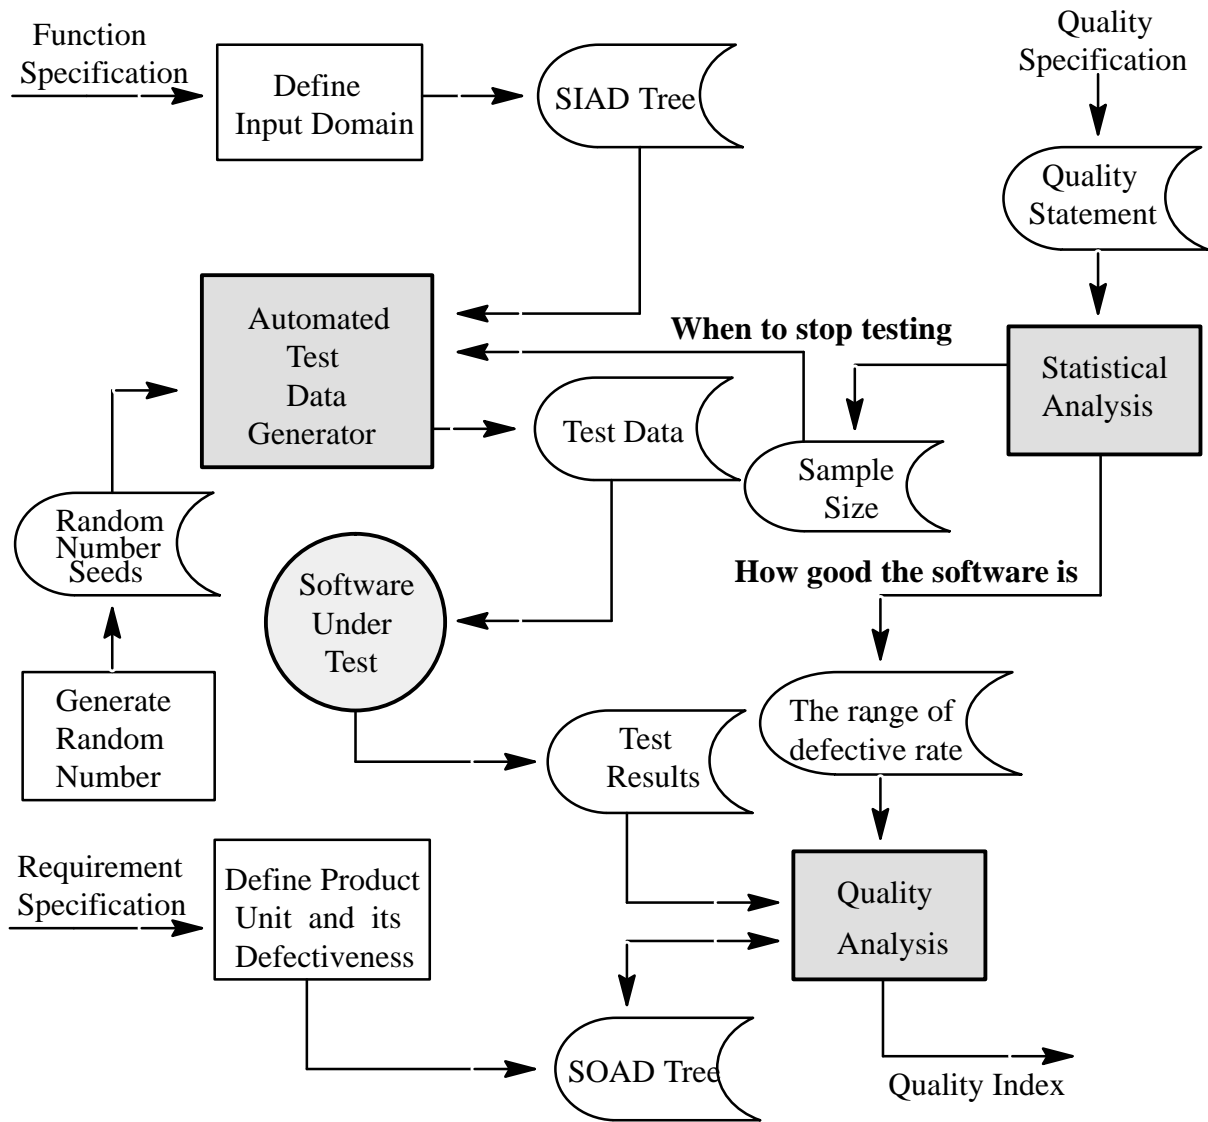 Function
Specification
Define
Input Domain
SIAD Tree
Quality
Specification
Quality
Statement
Automated
Test
Data
Generator
When to stop testing
Statistical
Analysis
Test Data
Sample
Size
Random
Number
Seeds
Software
Under
Test
How good the software is
Generate
Random
Number
Test
Results
The range of
defective rate
Requirement
Specification
Define Product
Unit and its
Defectiveness
Quality
Analysis
SOAD Tree
Quality Index